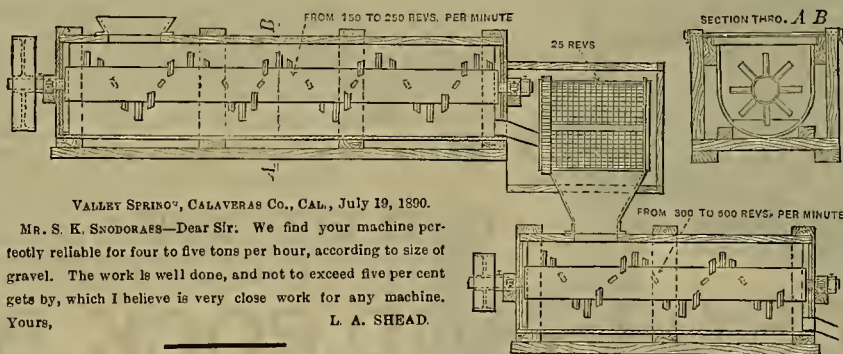 FROM 150 TO 250 REVS. PER MINUTE
B
25 REVS
SECTION THRO. A B
A
FROM 300 TO 500 REVS. PER MINUTE
VALLEY SPRINGS, CALAVERAS CO., CAL., July 19, 1890.
MR. S. K. SNODGRASS—Dear Sir: We find your machine per-
fectly reliable for four to five tons per hour, according to size of
gravel. The work is well done, and not to exceed five per cent
gets by, which I believe is very close work for any machine.
Yours, L. A. SHEAD.